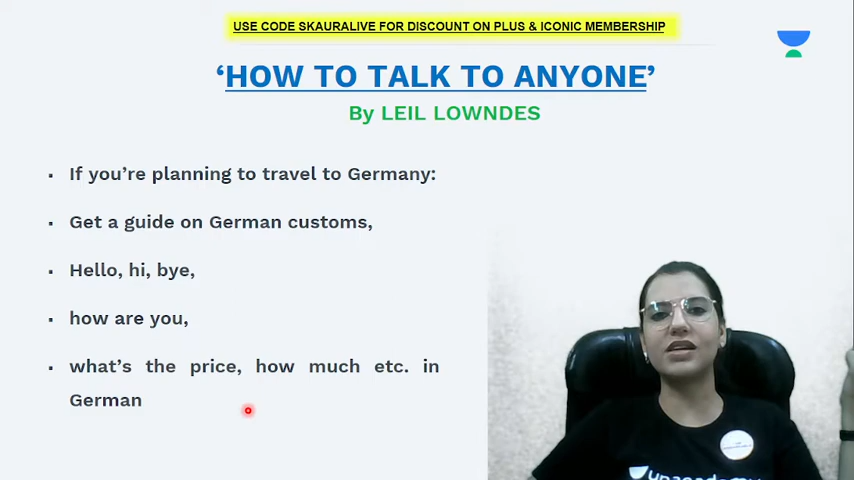 USE CODE SKAURALIVE FOR DISCOUNT ON PLUS & ICONIC MEMBERSHIP
‘HOW TO TALK TO ANYONE’
By LEIL LOWNDES
▪ If you’re planning to travel to Germany:
▪ Get a guide on German customs,
▪ Hello, hi, bye,
▪ how are you,
▪ what’s the price, how much etc. in
German